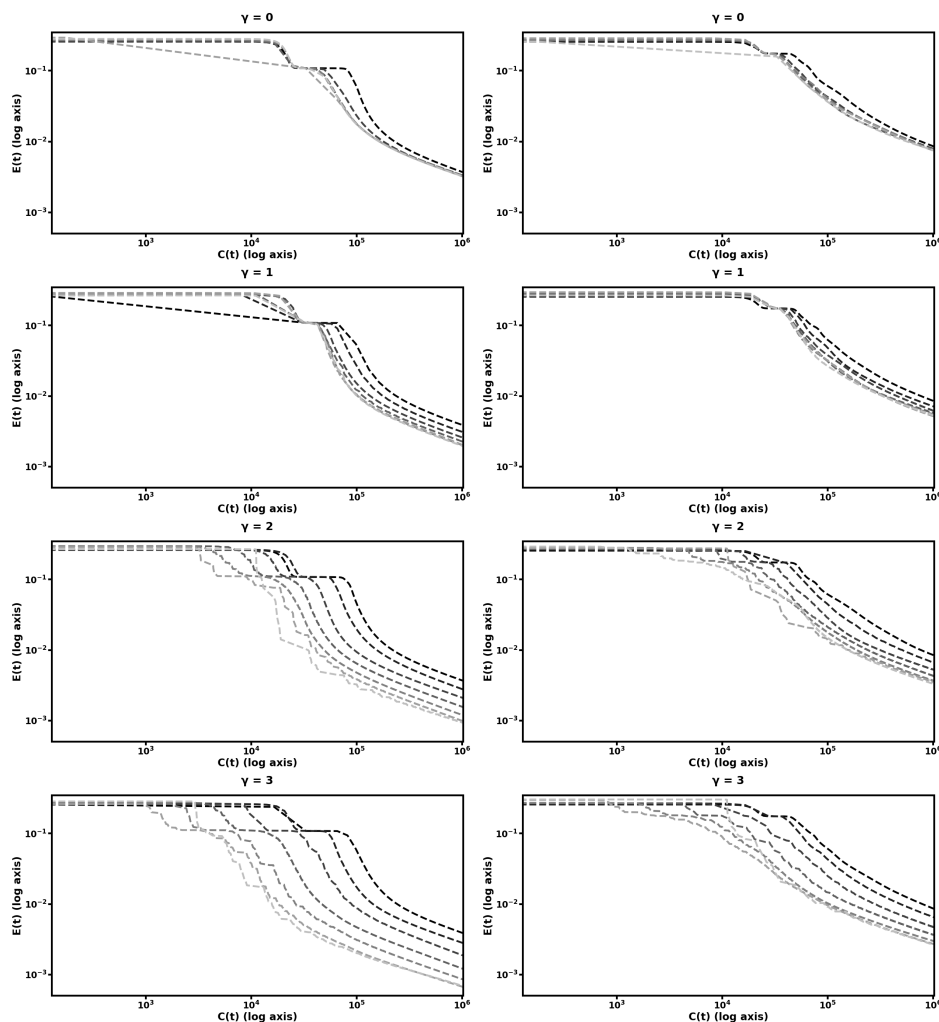 γ = 0
γ = 0
E(t) (log axis)
10⁻¹
10⁻²
10⁻³
10³
10⁴
10⁵
10⁶
C(t) (log axis)
E(t) (log axis)
10⁻¹
10⁻²
10⁻³
10³
10⁴
10⁵
10⁶
C(t) (log axis)
γ = 1
γ = 1
E(t) (log axis)
10⁻¹
10⁻²
10⁻³
10³
10⁴
10⁵
10⁶
C(t) (log axis)
E(t) (log axis)
10⁻¹
10⁻²
10⁻³
10³
10⁴
10⁵
10⁶
C(t) (log axis)
γ = 2
γ = 2
E(t) (log axis)
10⁻¹
10⁻²
10⁻³
10³
10⁴
10⁵
10⁶
C(t) (log axis)
E(t) (log axis)
10⁻¹
10⁻²
10⁻³
10³
10⁴
10⁵
10⁶
C(t) (log axis)
γ = 3
γ = 3
E(t) (log axis)
10⁻¹
10⁻²
10⁻³
10³
10⁴
10⁵
10⁶
C(t) (log axis)
E(t) (log axis)
10⁻¹
10⁻²
10⁻³
10³
10⁴
10⁵
10⁶
C(t) (log axis)